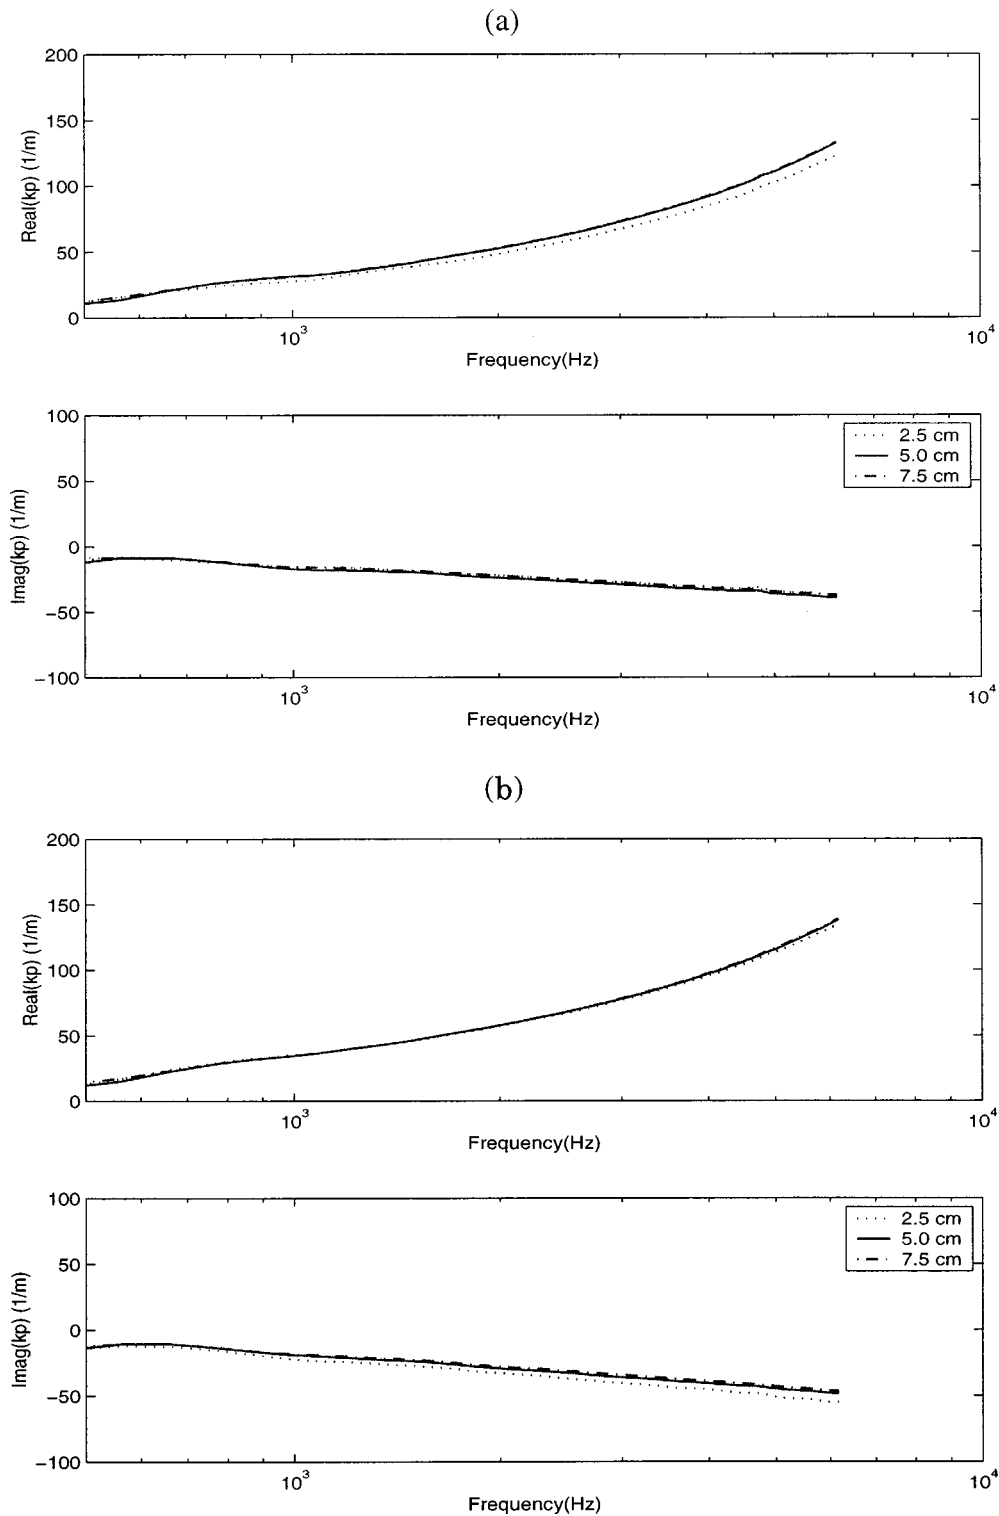 (a)
200
150
100
50
0
Real(kp) (1/m)
10³
10⁴
Frequency(Hz)
100
50
0
−50
−100
Imag(kp) (1/m)
2.5 cm
5.0 cm
7.5 cm
10³
10⁴
Frequency(Hz)
(b)
200
150
100
50
0
Real(kp) (1/m)
10³
10⁴
Frequency(Hz)
100
50
0
−50
−100
Imag(kp) (1/m)
2.5 cm
5.0 cm
7.5 cm
10³
10⁴
Frequency(Hz)